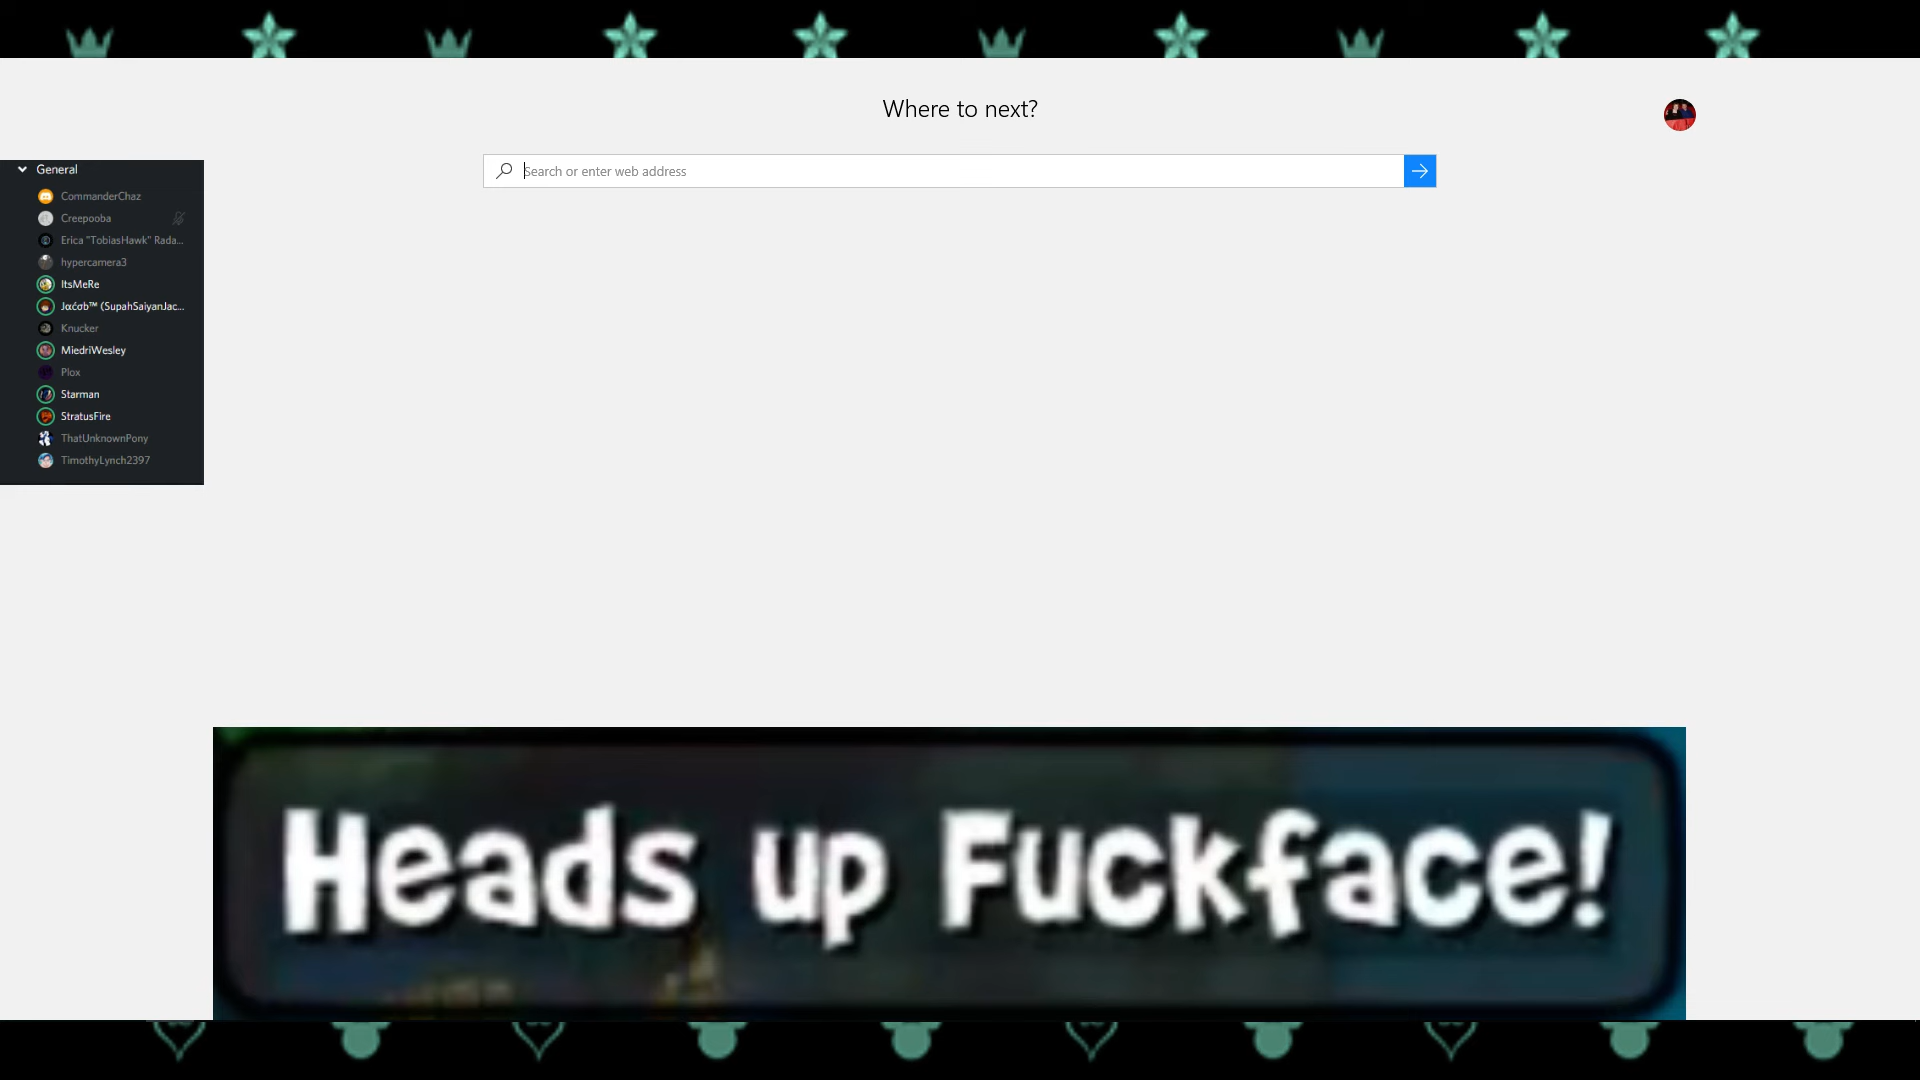 Where to next?
Search or enter web address
General
CommanderChaz
Creepooba
Erica "TobiasHawk" Rada...
hypercamera3
ItsMeRe
Jαćσb™ (SupahSaiyanJac...
Knucker
MiedriWesley
Plox
Starman
StratusFire
ThatUnknownPony
TimothyLynch2397
Heads up Fuckface!